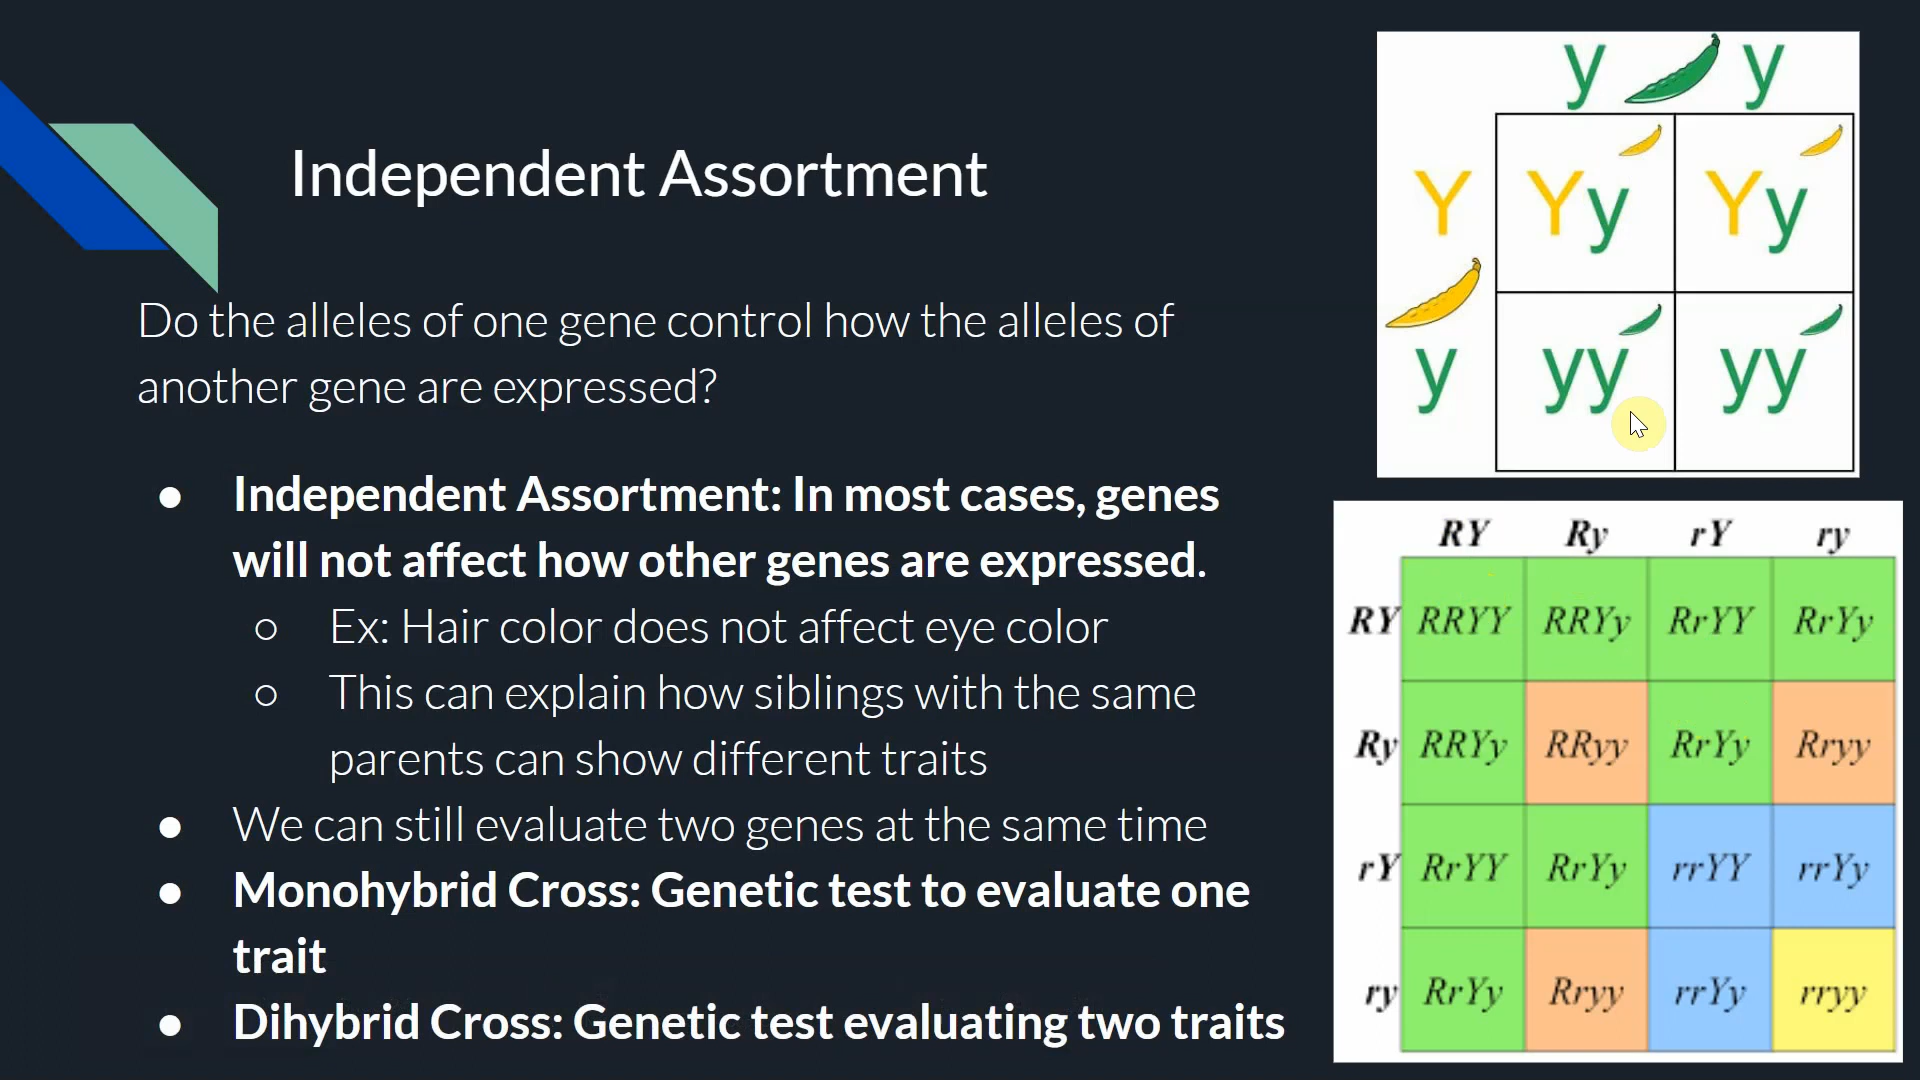 Independent Assortment
Do the alleles of one gene control how the alleles of
another gene are expressed?
● Independent Assortment: In most cases, genes
will not affect how other genes are expressed.
○ Ex: Hair color does not affect eye color
○ This can explain how siblings with the same
parents can show different traits
● We can still evaluate two genes at the same time
● Monohybrid Cross: Genetic test to evaluate one
trait
● Dihybrid Cross: Genetic test evaluating two traits
y y
Y Yy Yy
y yy yy
RY Ry rY ry
RY RRYY RRYy RrYY RrYy
Ry RRYy RRyy RrYy Rryy
rY RrYY RrYy rrYY rrYy
ry RrYy Rryy rrYy rryy